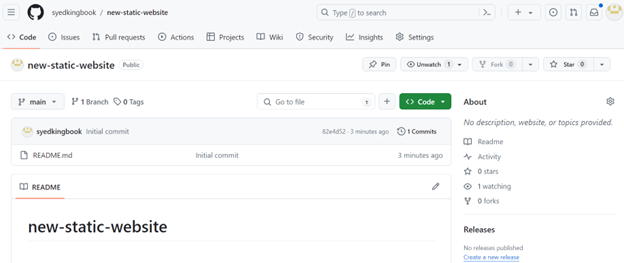 syedkingbook / new-static-website
Type / to search
Code Issues Pull requests Actions Projects Wiki Security Insights Settings
new-static-website Public Pin Unwatch 1 Fork 0 Star 0
main 1 Branch 0 Tags Go to file t Code
About
No description, website, or topics provided.
syedkingbook Initial commit 82e4d52 · 3 minutes ago 1 Commits
README.md Initial commit 3 minutes ago
Readme
Activity
0 stars
1 watching
0 forks
README
new-static-website
Releases
No releases published
Create a new release